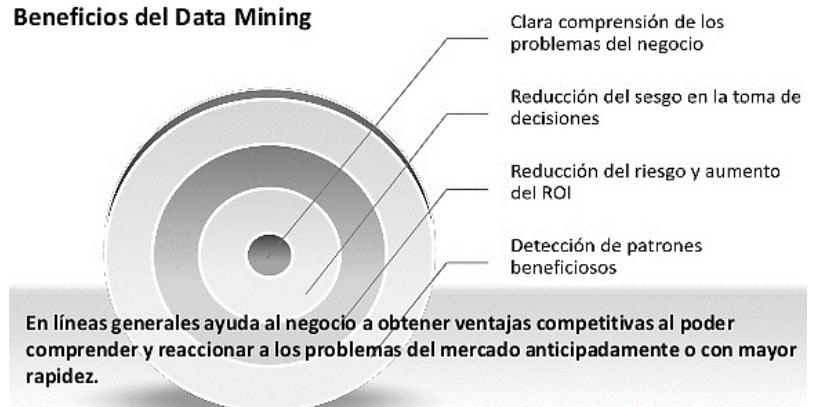 Beneficios del Data Mining
Clara comprensión de los
problemas del negocio
Reducción del sesgo en la toma de
decisiones
Reducción del riesgo y aumento
del ROI
Detección de patrones
beneficiosos
En líneas generales ayuda al negocio a obtener ventajas competitivas al poder
comprender y reaccionar a los problemas del mercado anticipadamente o con mayor
rapidez.